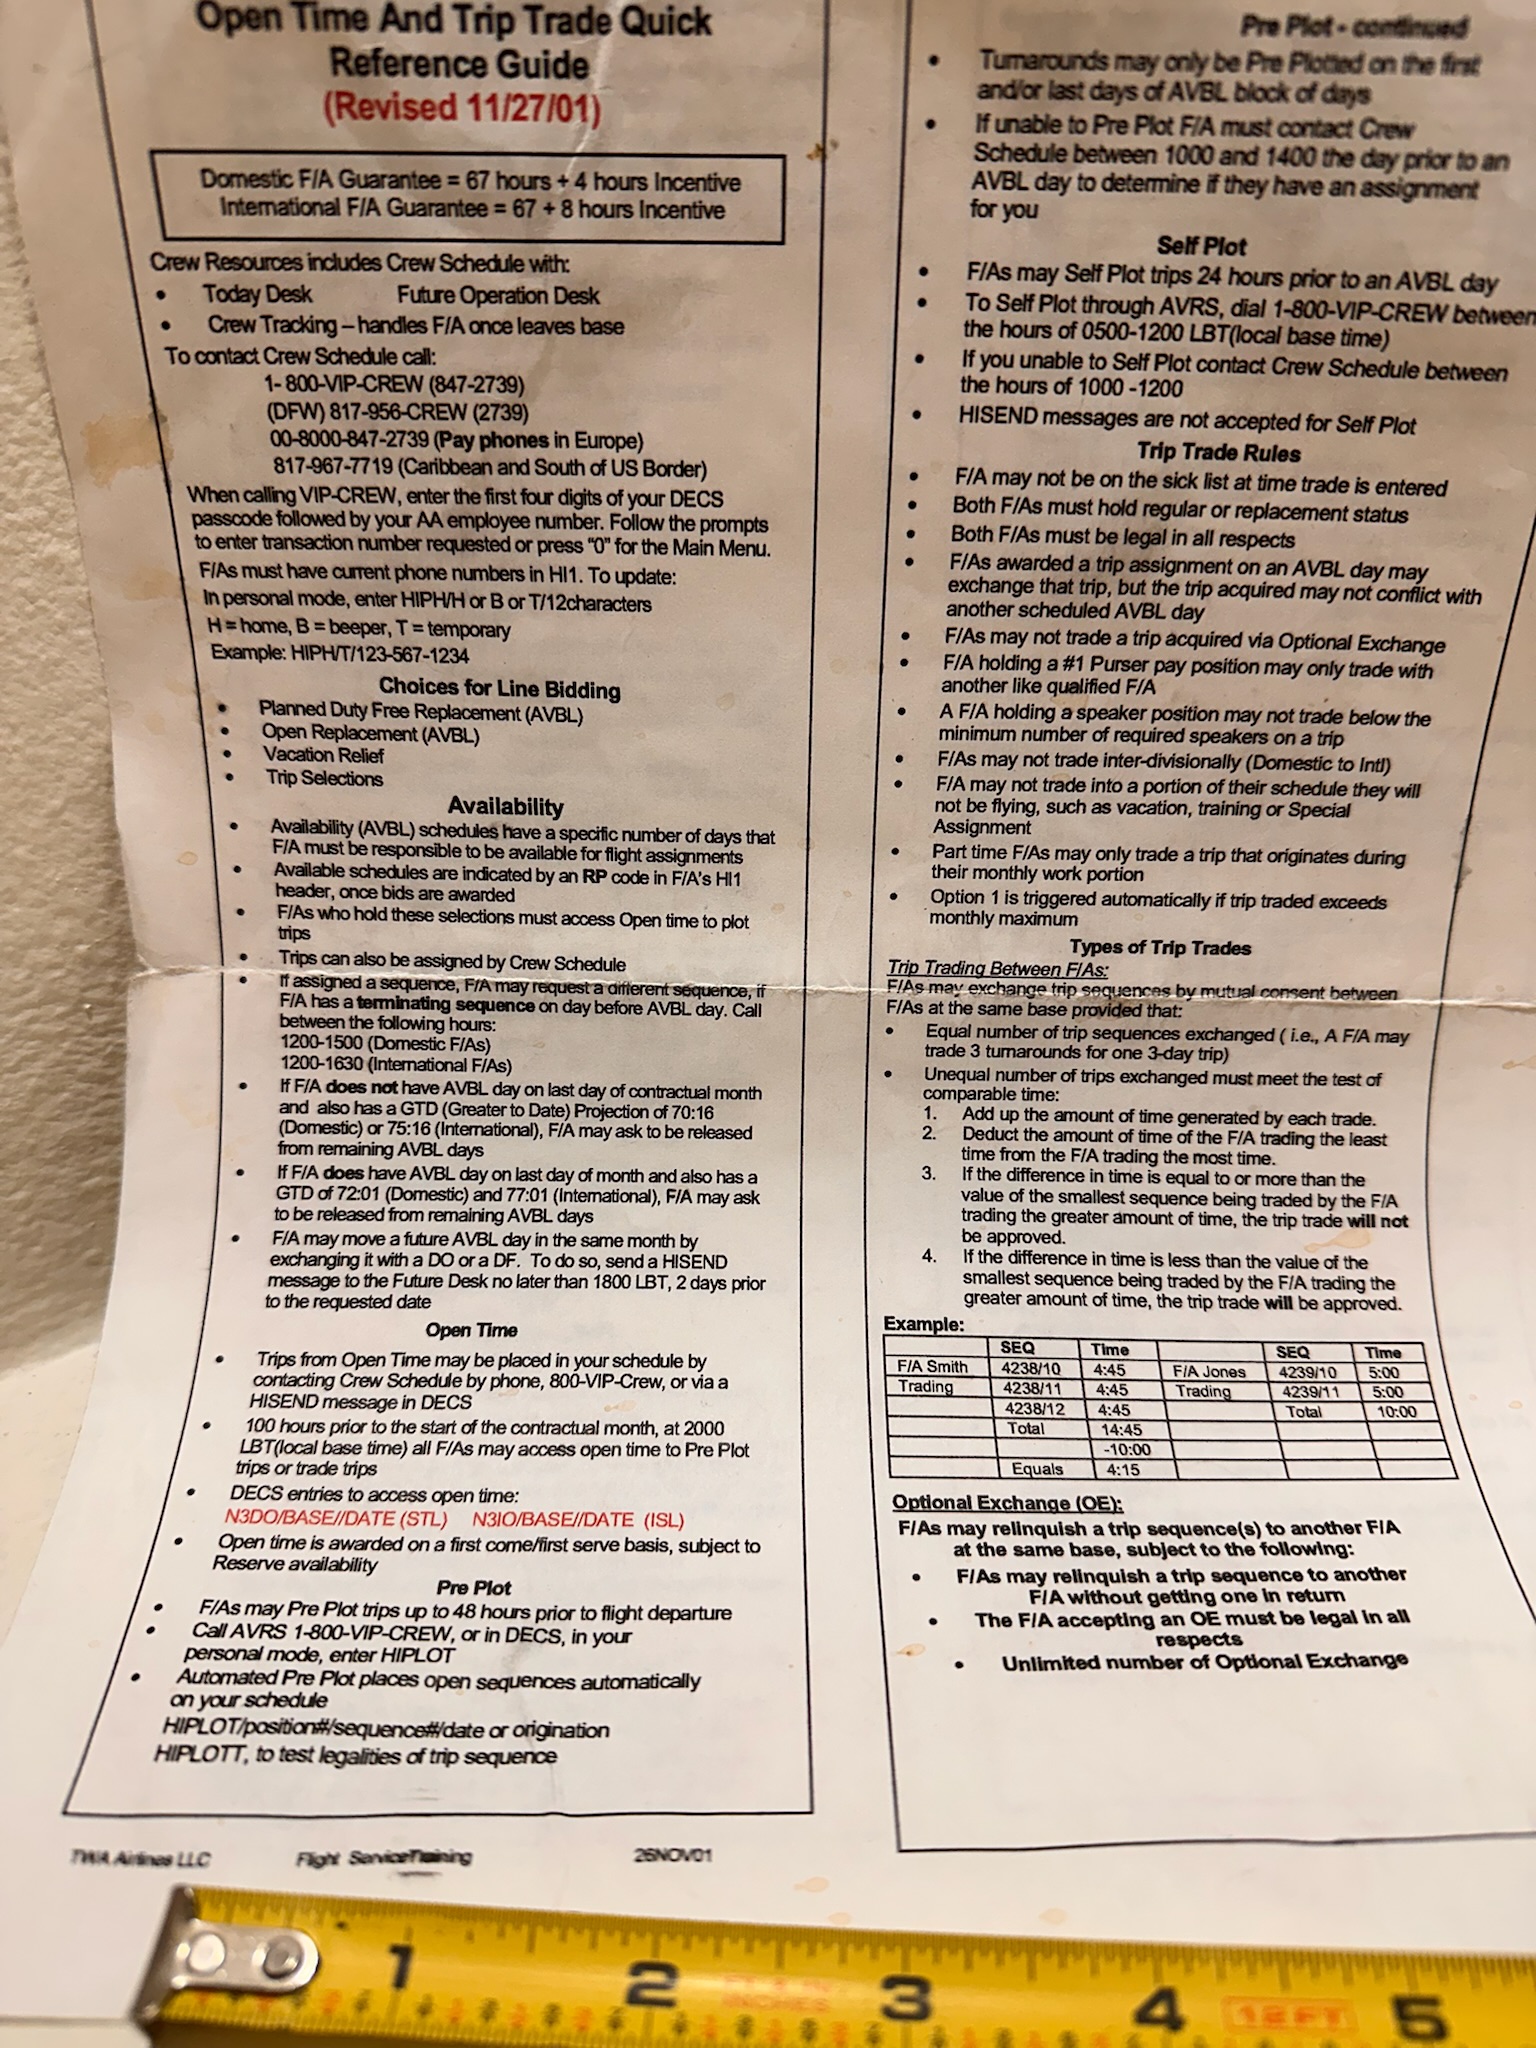 Open Time And Trip Trade Quick
Reference Guide
(Revised 11/27/01)
Domestic F/A Guarantee = 67 hours + 4 hours Incentive
International F/A Guarantee = 67 + 8 hours Incentive
Crew Resources includes Crew Schedule with:
• Today Desk Future Operation Desk
• Crew Tracking – handles F/A once leaves base
To contact Crew Schedule call:
1- 800-VIP-CREW (847-2739)
(DFW) 817-956-CREW (2739)
00-8000-847-2739 (Pay phones in Europe)
817-967-7719 (Caribbean and South of US Border)
When calling VIP-CREW, enter the first four digits of your DECS
passcode followed by your AA employee number. Follow the prompts
to enter transaction number requested or press "0" for the Main Menu.
F/As must have current phone numbers in HI1. To update:
In personal mode, enter HIPH/H or B or T/12characters
H = home, B = beeper, T = temporary
Example: HIPH/T/123-567-1234
Choices for Line Bidding
• Planned Duty Free Replacement (AVBL)
• Open Replacement (AVBL)
• Vacation Relief
• Trip Selections
Availability
• Availability (AVBL) schedules have a specific number of days that
F/A must be responsible to be available for flight assignments
• Available schedules are indicated by an RP code in F/A's HI1
header, once bids are awarded
• F/As who hold these selections must access Open time to plot
trips
• Trips can also be assigned by Crew Schedule
• If assigned a sequence, F/A may request a different sequence, if
F/A has a terminating sequence on day before AVBL day. Call
between the following hours:
1200-1500 (Domestic F/As)
1200-1630 (International F/As)
• If F/A does not have AVBL day on last day of contractual month
and also has a GTD (Greater to Date) Projection of 70:16
(Domestic) or 75:16 (International), F/A may ask to be released
from remaining AVBL days
• If F/A does have AVBL day on last day of month and also has a
GTD of 72:01 (Domestic) and 77:01 (International), F/A may ask
to be released from remaining AVBL days
• F/A may move a future AVBL day in the same month by
exchanging it with a DO or a DF. To do so, send a HISEND
message to the Future Desk no later than 1800 LBT, 2 days prior
to the requested date
Open Time
• Trips from Open Time may be placed in your schedule by
contacting Crew Schedule by phone, 800-VIP-Crew, or via a
HISEND message in DECS
• 100 hours prior to the start of the contractual month, at 2000
LBT(local base time) all F/As may access open time to Pre Plot
trips or trade trips
• DECS entries to access open time:
N3DO/BASE//DATE (STL) N3IO/BASE//DATE (ISL)
• Open time is awarded on a first come/first serve basis, subject to
Reserve availability
Pre Plot
• F/As may Pre Plot trips up to 48 hours prior to flight departure
• Call AVRS 1-800-VIP-CREW, or in DECS, in your
personal mode, enter HIPLOT
• Automated Pre Plot places open sequences automatically
on your schedule
HIPLOT/position#/sequence#/date or origination
HIPLOTT, to test legalities of trip sequence
TWA Airlines LLC Flight ServiceTraining 26NOV01
Pre Plot - continued
• Turnarounds may only be Pre Plotted on the first
and/or last days of AVBL block of days
• If unable to Pre Plot F/A must contact Crew
Schedule between 1000 and 1400 the day prior to an
AVBL day to determine if they have an assignment
for you
Self Plot
• F/As may Self Plot trips 24 hours prior to an AVBL day
• To Self Plot through AVRS, dial 1-800-VIP-CREW between
the hours of 0500-1200 LBT(local base time)
• If you unable to Self Plot contact Crew Schedule between
the hours of 1000 -1200
• HISEND messages are not accepted for Self Plot
Trip Trade Rules
• F/A may not be on the sick list at time trade is entered
• Both F/As must hold regular or replacement status
• Both F/As must be legal in all respects
• F/As awarded a trip assignment on an AVBL day may
exchange that trip, but the trip acquired may not conflict with
another scheduled AVBL day
• F/As may not trade a trip acquired via Optional Exchange
• F/A holding a #1 Purser pay position may only trade with
another like qualified F/A
• A F/A holding a speaker position may not trade below the
minimum number of required speakers on a trip
• F/As may not trade inter-divisionally (Domestic to Intl)
• F/A may not trade into a portion of their schedule they will
not be flying, such as vacation, training or Special
Assignment
• Part time F/As may only trade a trip that originates during
their monthly work portion
• Option 1 is triggered automatically if trip traded exceeds
monthly maximum
Types of Trip Trades
Trip Trading Between F/As:
F/As may exchange trip sequences by mutual consent between
F/As at the same base provided that:
• Equal number of trip sequences exchanged ( i.e., A F/A may
trade 3 turnarounds for one 3-day trip)
• Unequal number of trips exchanged must meet the test of
comparable time:
1. Add up the amount of time generated by each trade.
2. Deduct the amount of time of the F/A trading the least
time from the F/A trading the most time.
3. If the difference in time is equal to or more than the
value of the smallest sequence being traded by the F/A
trading the greater amount of time, the trip trade will not
be approved.
4. If the difference in time is less than the value of the
smallest sequence being traded by the F/A trading the
greater amount of time, the trip trade will be approved.
Example:
SEQ Time SEQ Time
F/A Smith 4238/10 4:45 F/A Jones 4239/10 5:00
Trading 4238/11 4:45 Trading 4239/11 5:00
4238/12 4:45 Total 10:00
Total 14:45
-10:00
Equals 4:15
Optional Exchange (OE):
F/As may relinquish a trip sequence(s) to another F/A
at the same base, subject to the following:
• F/As may relinquish a trip sequence to another
F/A without getting one in return
• The F/A accepting an OE must be legal in all
respects
• Unlimited number of Optional Exchange
1 2 3 4 5
INCHES 12FT